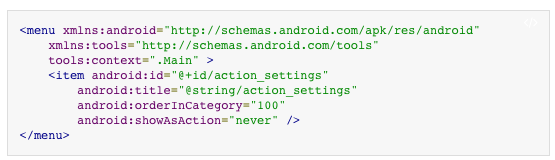 <menu xmlns:android="http://schemas.android.com/apk/res/android"
    xmlns:tools="http://schemas.android.com/tools"
    tools:context=".Main" >
    <item android:id="@+id/action_settings"
        android:title="@string/action_settings"
        android:orderInCategory="100"
        android:showAsAction="never" />
</menu>